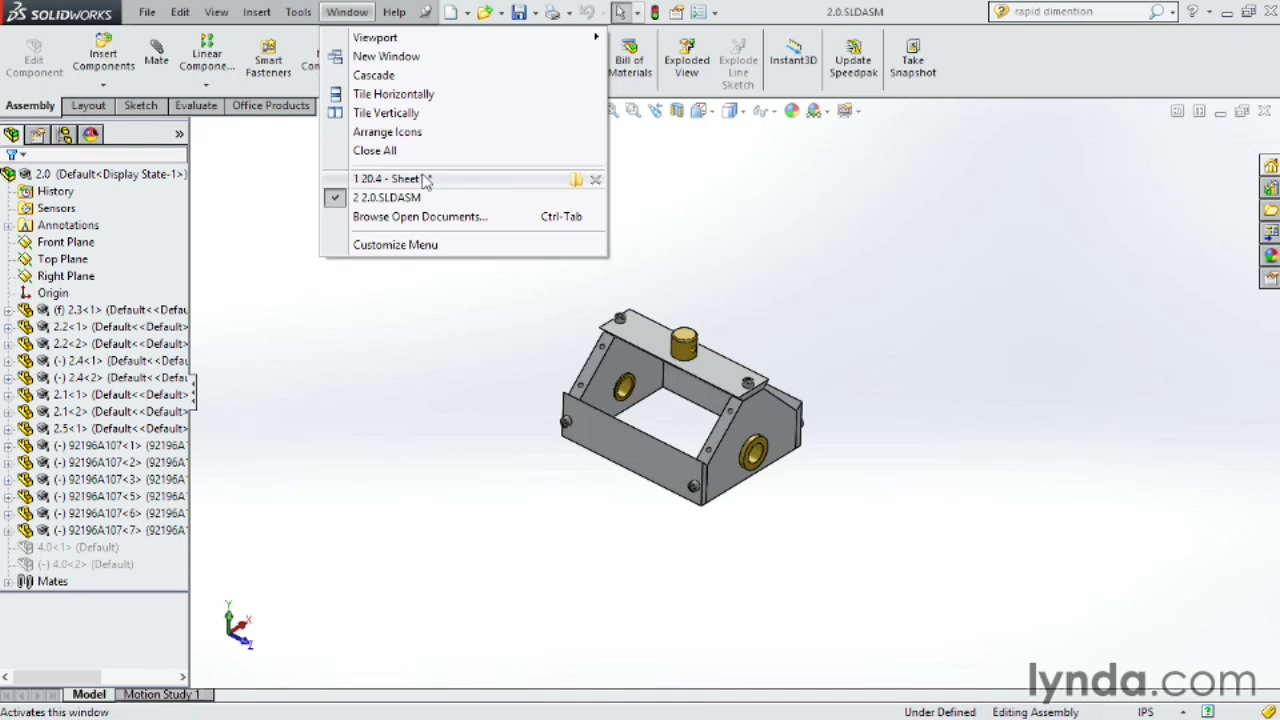 SOLIDWORKS File Edit View Insert Tools Window Help 2.0.SLDASM rapid dimention
Edit Component
Insert Components
Mate
Linear Compone...
Smart Fasteners
Bill of Materials
Exploded View
Explode Line Sketch
Instant3D
Update Speedpak
Take Snapshot
Assembly Layout Sketch Evaluate Office Products
Viewport
New Window
Cascade
Tile Horizontally
Tile Vertically
Arrange Icons
Close All
1 20.4 - Sheet
2 2.0.SLDASM
Browse Open Documents... Ctrl-Tab
Customize Menu
2.0 (Default<Display State-1>)
History
Sensors
Annotations
Front Plane
Top Plane
Right Plane
Origin
(f) 2.3<1> (Default<<Defau
2.2<1> (Default<<Default>
2.2<2> (Default<<Default>
(-) 2.4<1> (Default<<Defau
(-) 2.4<2> (Default<<Defau
2.1<1> (Default<<Default>
2.1<2> (Default<<Default>
2.5<1> (Default<<Default>
(-) 92196A107<1> (92196A1
(-) 92196A107<2> (92196A1
(-) 92196A107<3> (92196A1
(-) 92196A107<5> (92196A1
(-) 92196A107<6> (92196A1
(-) 92196A107<7> (92196A1
4.0<1> (Default)
(-) 4.0<2> (Default)
Mates
Y
X
Z
Model Motion Study 1
lynda.com
Activates this window Under Defined Editing Assembly IPS